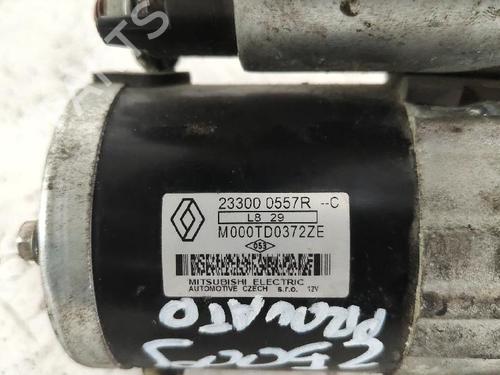 23300 0557R --C
L8 29
M000TD0372ZE
053
MITSUBISHI ELECTRIC
AUTOMOTIVE CZECH s.r.o. 12V
PROVATO